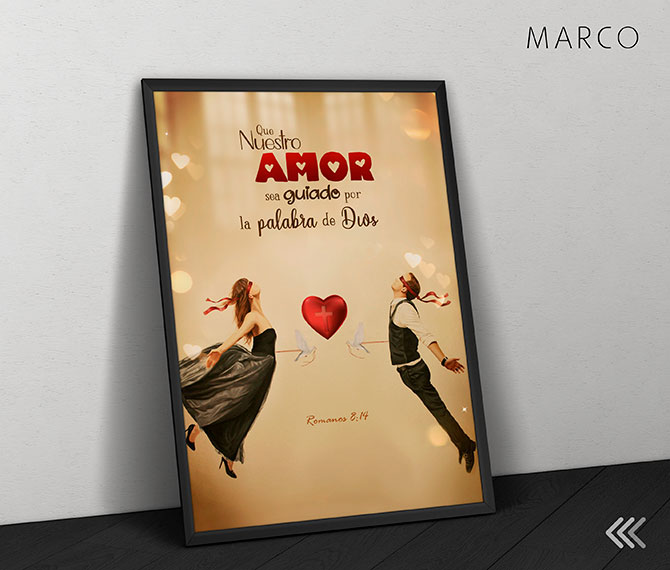 MARCO
Que
Nuestro
AMOR
sea guiado por
la palabra de Dios
Romanos 8:14